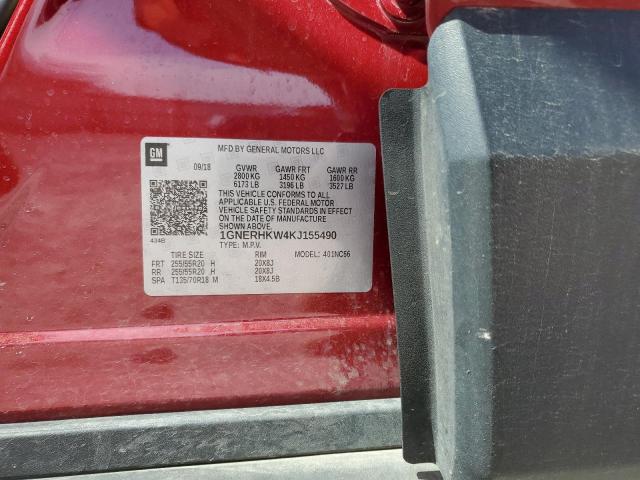 GM
MFD BY GENERAL MOTORS LLC
09/18 GVWR GAWR FRT GAWR RR
2800 KG 1450 KG 1600 KG
6173 LB 3196 LB 3527 LB
THIS VEHICLE CONFORMS TO ALL
APPLICABLE U.S. FEDERAL MOTOR
VEHICLE SAFETY STANDARDS IN EFFECT
ON THE DATE OF MANUFACTURE
SHOWN ABOVE.
1GNERHKW4KJ155490
434B TYPE: M.P.V. MODEL: 401NC56
TIRE SIZE RIM
FRT 255/55R20 H 20X8J
RR 255/55R20 H 20X8J
SPA T135/70R18 M 18X4.5B